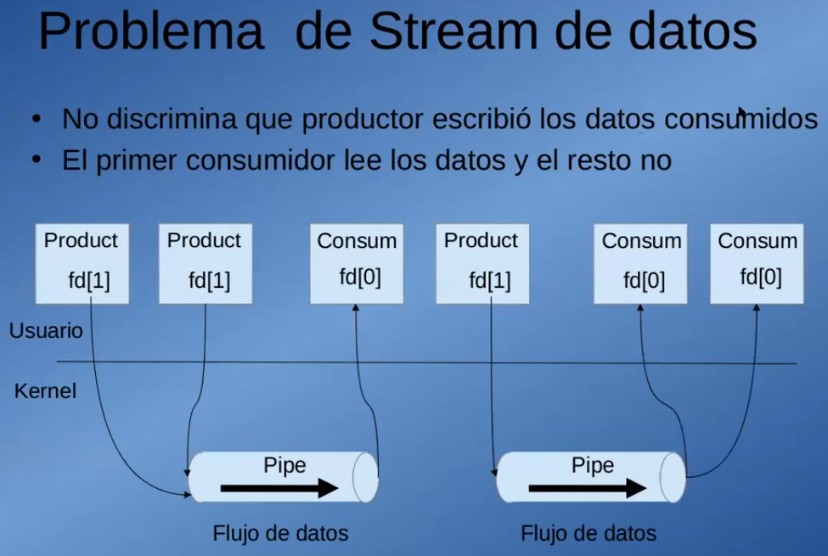 Problema de Stream de datos
• No discrimina que productor escribió los datos consumidos
• El primer consumidor lee los datos y el resto no
Product
fd[1]
Product
fd[1]
Consum
fd[0]
Product
fd[1]
Consum
fd[0]
Consum
fd[0]
Usuario
Kernel
Pipe
Flujo de datos
Pipe
Flujo de datos